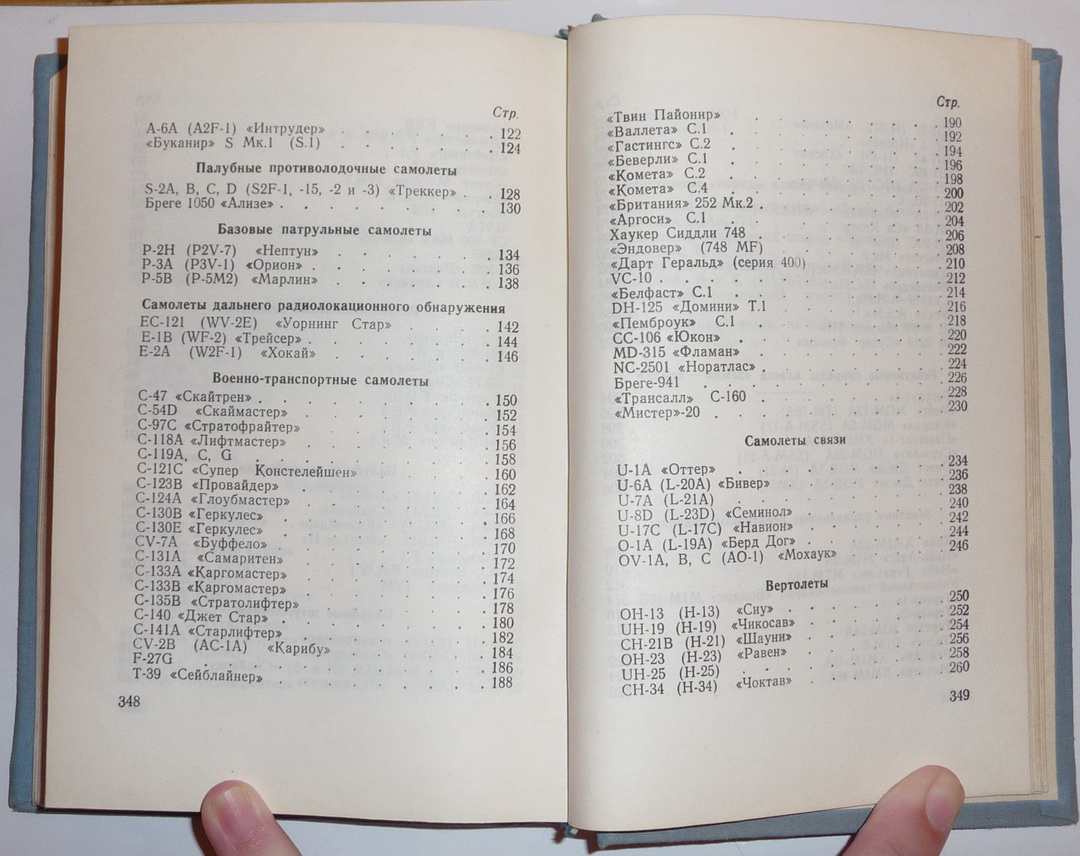 Стр.
А-6А (A2F-1) «Интрудер» . . . . . . 122
«Буканир» S Mк.1 (S.1) . . . . . . 124
Палубные противолодочные самолеты
S-2A, B, C, D (S2F-1, -15, -2 и -3) «Треккер» . . 128
Бреге 1050 «Ализе» . . . . . . . . 130
Базовые патрульные самолеты
P-2H (P2V-7) «Нептун» . . . . . . 134
P-3A (P3V-1) «Орион» . . . . . . . 136
P-5B (P-5M2) «Марлин» . . . . . . 138
Самолеты дальнего радиолокационного обнаружения
EC-121 (WV-2E) «Уорнинг Стар» . . . . 142
E-1B (WF-2) «Трейсер» . . . . . . . 144
E-2A (W2F-1) «Хокай» . . . . . . . 146
Военно-транспортные самолеты
C-47 «Скайтрен» . . . . . . . . . 150
C-54D «Скаймастер» . . . . . . . . 152
C-97C «Стратофрайтер» . . . . . . . 154
C-118A «Лифтмастер» . . . . . . . 156
C-119A, C, G . . . . . . . . . 158
C-121C «Супер Констелейшен» . . . . . 160
C-123B «Провайдер» . . . . . . . . 162
C-124A «Глоубмастер» . . . . . . . 164
C-130B «Геркулес» . . . . . . . . 166
C-130E «Геркулес» . . . . . . . . 168
CV-7A «Буффело» . . . . . . . . . 170
C-131A «Самаритен» . . . . . . . . 172
C-133A «Каргомастер» . . . . . . . 174
C-133B «Каргомастер» . . . . . . . 176
C-135B «Стратолифтер» . . . . . . . 178
C-140 «Джет Стар» . . . . . . . . 180
C-141A «Старлифтер» . . . . . . . 182
CV-2B (AC-1A) «Карибу» . . . . . . 184
F-27G . . . . . . . . . . . 186
T-39 «Сейблайнер» . . . . . . . . 188
348
Стр.
«Твин Пайонир» . . . . . . . . 190
«Валлета» C.1 . . . . . . . . 192
«Гастингс» C.2 . . . . . . . . 194
«Беверли» C.1 . . . . . . . . 196
«Комета» C.2 . . . . . . . . 198
«Комета» C.4 . . . . . . . . 200
«Британия» 252 Мк.2 . . . . . . . 202
«Аргоси» C.1 . . . . . . . . 204
Хаукер Сиддли 748 . . . . . . . 206
«Эндовер» (748 MF) . . . . . . . 208
«Дарт Геральд» (серия 400) . . . . . 210
VC-10 . . . . . . . . . . 212
«Белфаст» C.1 . . . . . . . . 214
DH-125 «Домини» T.1 . . . . . . . 216
«Пемброук» C.1 . . . . . . . . 218
CC-106 «Юкон» . . . . . . . . 220
MD-315 «Фламан» . . . . . . . . 222
NC-2501 «Норатлас» . . . . . . . 224
Бреге-941 . . . . . . . . . 226
«Трансалл» C-160 . . . . . . . 228
«Мистер»-20 . . . . . . . . . 230
Самолеты связи
U-1A «Оттер» . . . . . . . . 234
U-6A (L-20A) «Бивер» . . . . . . 236
U-7A (L-21A) . . . . . . . . 238
U-8D (L-23D) «Семинол» . . . . . . 240
U-17C (L-17C) «Навион» . . . . . . 242
O-1A (L-19A) «Берд Дог» . . . . . . 244
OV-1A, B, C (AO-1) «Мохаук» . . . . 246
Вертолеты
OH-13 (H-13) «Сиу» . . . . . . . 250
UH-19 (H-19) «Чикосав» . . . . . . 252
CH-21B (H-21) «Шауни» . . . . . . 254
OH-23 (H-23) «Равен» . . . . . . . 256
UH-25 (H-25) . . . . . . . . 258
CH-34 (H-34) «Чоктав» . . . . . . 260
349